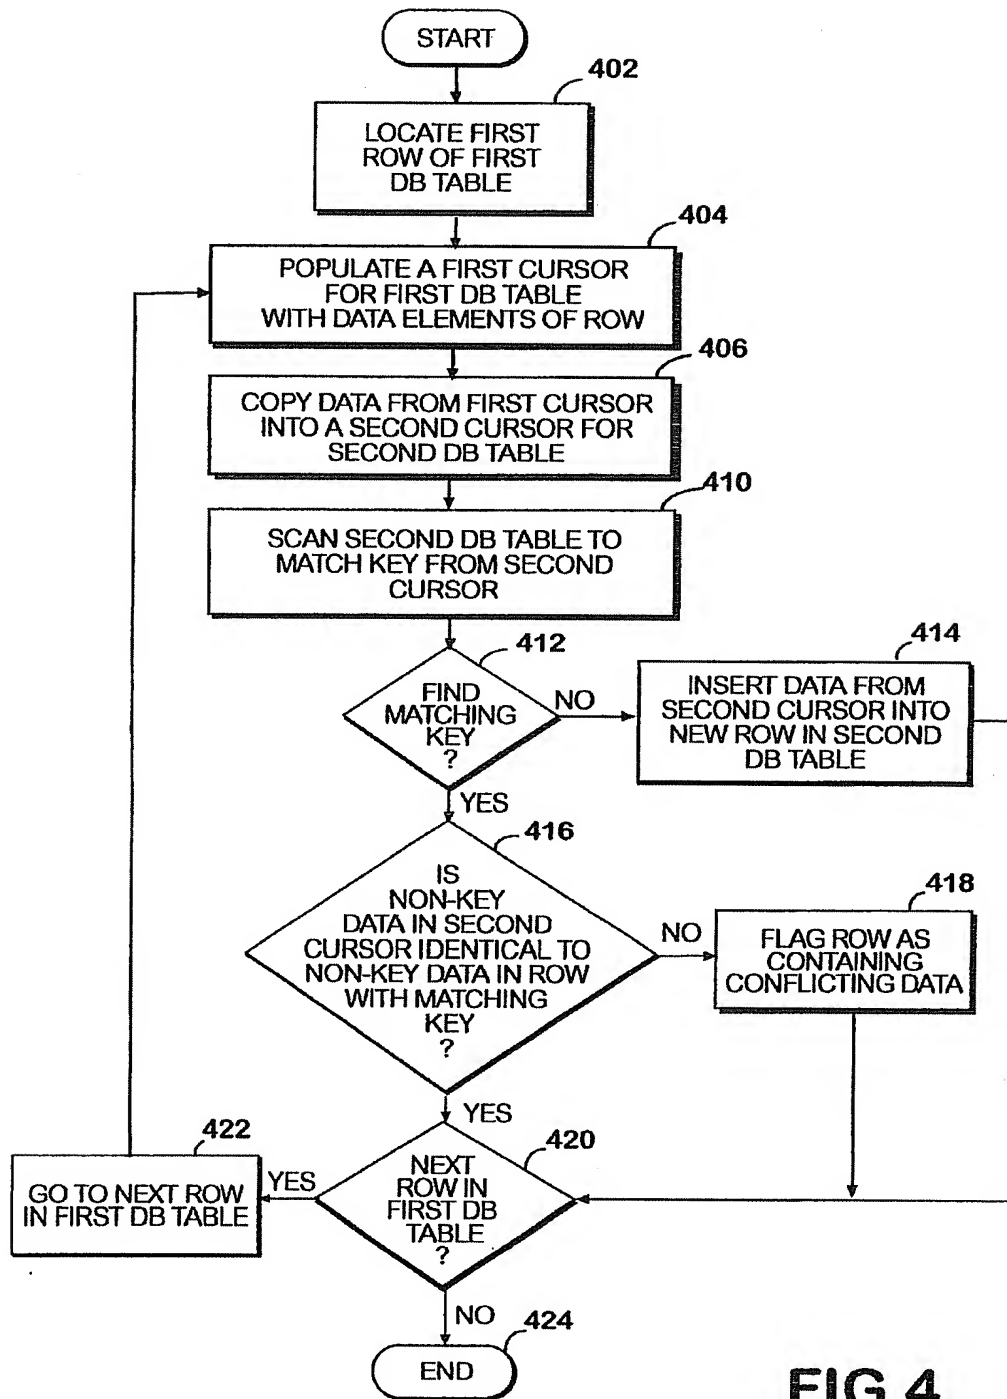 START
402
LOCATE FIRST
ROW OF FIRST
DB TABLE
404
POPULATE A FIRST CURSOR
FOR FIRST DB TABLE
WITH DATA ELEMENTS OF ROW
406
COPY DATA FROM FIRST CURSOR
INTO A SECOND CURSOR FOR
SECOND DB TABLE
410
SCAN SECOND DB TABLE TO
MATCH KEY FROM SECOND
CURSOR
412
FIND
MATCHING
KEY
?
NO
414
INSERT DATA FROM
SECOND CURSOR INTO
NEW ROW IN SECOND
DB TABLE
YES
416
IS
NON-KEY
DATA IN SECOND
CURSOR IDENTICAL TO
NON-KEY DATA IN ROW
WITH MATCHING
KEY
?
NO
418
FLAG ROW AS
CONTAINING
CONFLICTING DATA
YES
420
NEXT
ROW IN
FIRST DB
TABLE
?
YES
422
GO TO NEXT ROW
IN FIRST DB TABLE
NO
424
END
FIG 4